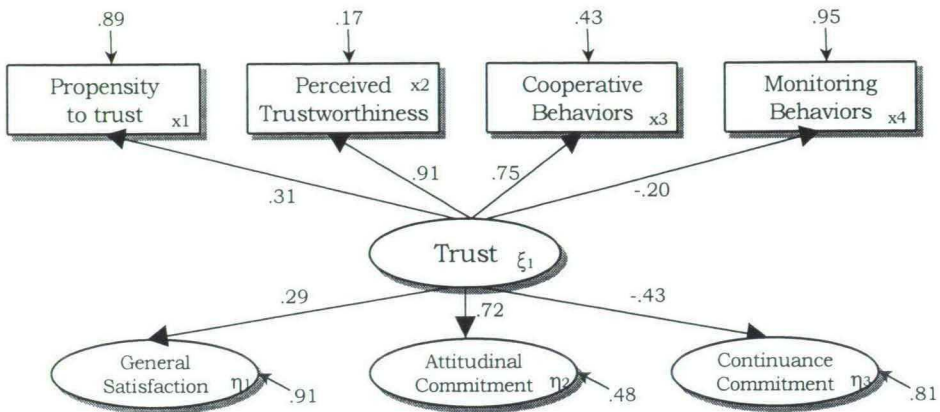 .89
.17
.43
.95
Propensity
to trust x1
Perceived x2
Trustworthiness
Cooperative
Behaviors x3
Monitoring
Behaviors x4
.31
.91
.75
-.20
Trust ξ1
.29
.72
-.43
General
Satisfaction η1
.91
Attitudinal
Commitment η2
.48
Continuance
Commitment η3
.81